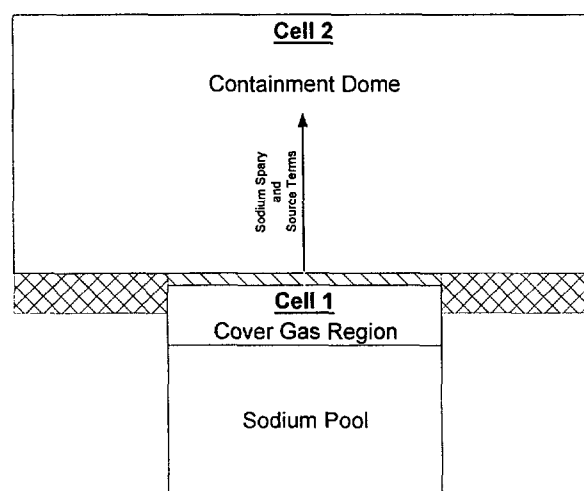 Cell 2
Containment Dome
Sodium Spary
and
Source Terms
Cell 1
Cover Gas Region
Sodium Pool